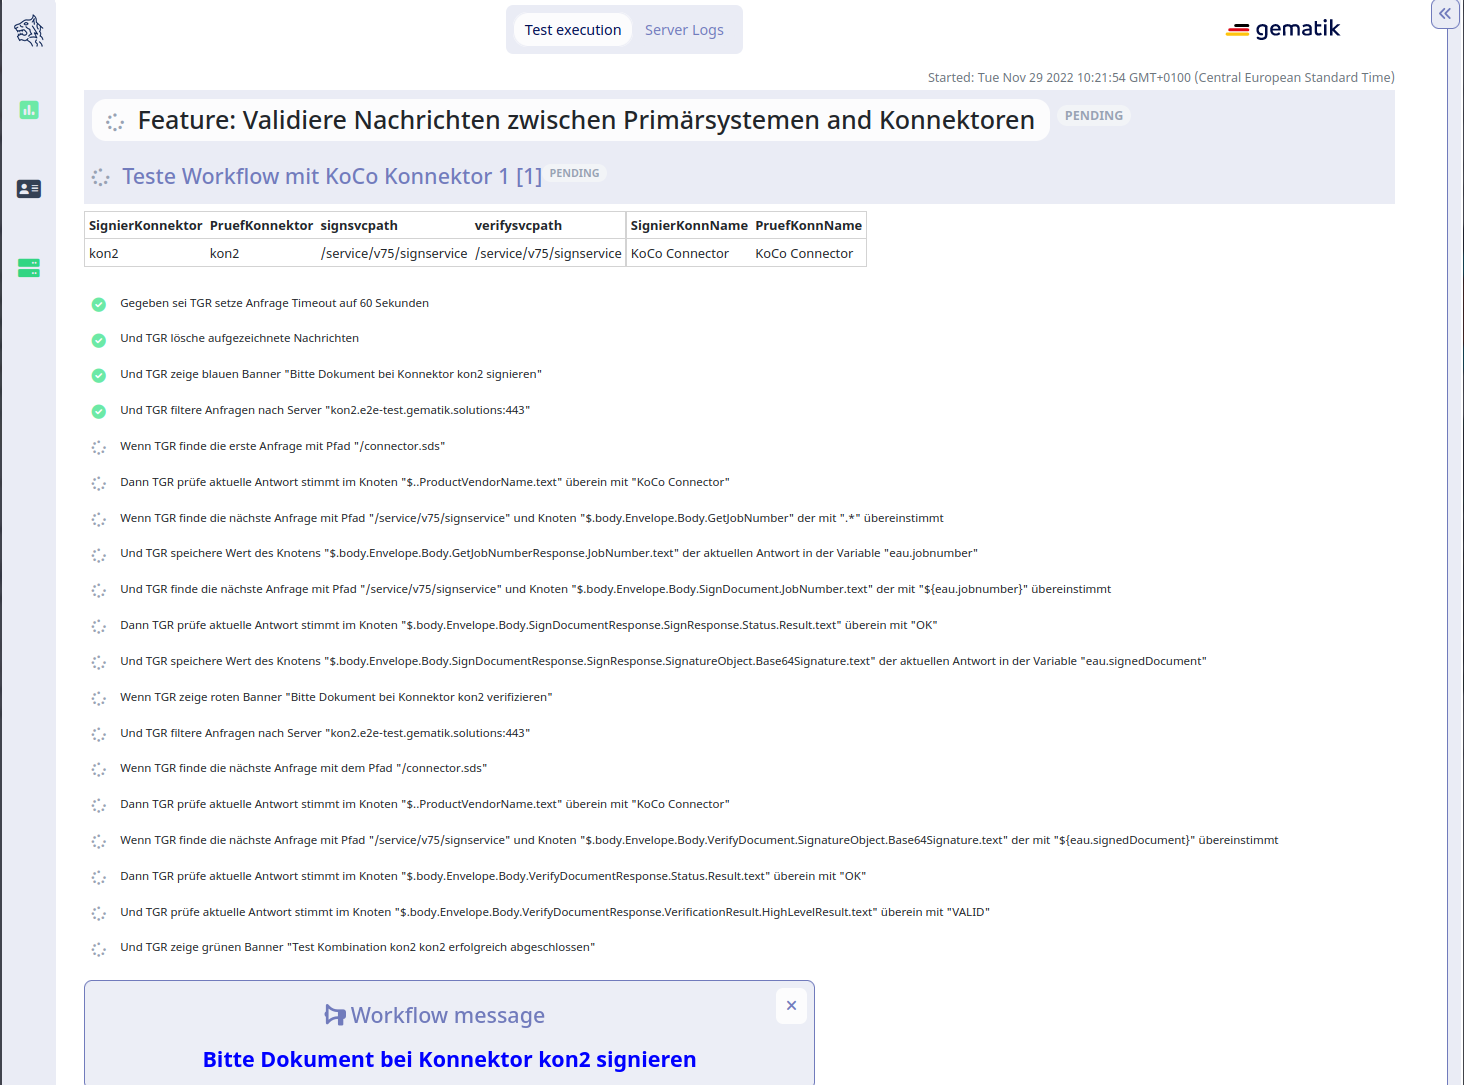 Test execution Server Logs
gematik
Started: Tue Nov 29 2022 10:21:54 GMT+0100 (Central European Standard Time)
Feature: Validiere Nachrichten zwischen Primärsystemen and Konnektoren PENDING
Teste Workflow mit KoCo Konnektor 1 [1] PENDING
SignierKonnektor PruefKonnektor signsvcpath verifysvcpath SignierKonnName PruefKonnName
kon2 kon2 /service/v75/signservice /service/v75/signservice KoCo Connector KoCo Connector
Gegeben sei TGR setze Anfrage Timeout auf 60 Sekunden
Und TGR lösche aufgezeichnete Nachrichten
Und TGR zeige blauen Banner "Bitte Dokument bei Konnektor kon2 signieren"
Und TGR filtere Anfragen nach Server "kon2.e2e-test.gematik.solutions:443"
Wenn TGR finde die erste Anfrage mit Pfad "/connector.sds"
Dann TGR prüfe aktuelle Antwort stimmt im Knoten "$..ProductVendorName.text" überein mit "KoCo Connector"
Wenn TGR finde die nächste Anfrage mit Pfad "/service/v75/signservice" und Knoten "$.body.Envelope.Body.GetJobNumber" der mit ".*" übereinstimmt
Und TGR speichere Wert des Knotens "$.body.Envelope.Body.GetJobNumberResponse.JobNumber.text" der aktuellen Antwort in der Variable "eau.jobnumber"
Und TGR finde die nächste Anfrage mit Pfad "/service/v75/signservice" und Knoten "$.body.Envelope.Body.SignDocument.JobNumber.text" der mit "${eau.jobnumber}" übereinstimmt
Dann TGR prüfe aktuelle Antwort stimmt im Knoten "$.body.Envelope.Body.SignDocumentResponse.SignResponse.Status.Result.text" überein mit "OK"
Und TGR speichere Wert des Knotens "$.body.Envelope.Body.SignDocumentResponse.SignResponse.SignatureObject.Base64Signature.text" der aktuellen Antwort in der Variable "eau.signedDocument"
Wenn TGR zeige roten Banner "Bitte Dokument bei Konnektor kon2 verifizieren"
Und TGR filtere Anfragen nach Server "kon2.e2e-test.gematik.solutions:443"
Wenn TGR finde die nächste Anfrage mit dem Pfad "/connector.sds"
Dann TGR prüfe aktuelle Antwort stimmt im Knoten "$..ProductVendorName.text" überein mit "KoCo Connector"
Wenn TGR finde die nächste Anfrage mit Pfad "/service/v75/signservice" und Knoten "$.body.Envelope.Body.VerifyDocument.SignatureObject.Base64Signature.text" der mit "${eau.signedDocument}" übereinstimmt
Dann TGR prüfe aktuelle Antwort stimmt im Knoten "$.body.Envelope.Body.VerifyDocumentResponse.Status.Result.text" überein mit "OK"
Und TGR prüfe aktuelle Antwort stimmt im Knoten "$.body.Envelope.Body.VerifyDocumentResponse.VerificationResult.HighLevelResult.text" überein mit "VALID"
Und TGR zeige grünen Banner "Test Kombination kon2 kon2 erfolgreich abgeschlossen"
Workflow message
Bitte Dokument bei Konnektor kon2 signieren